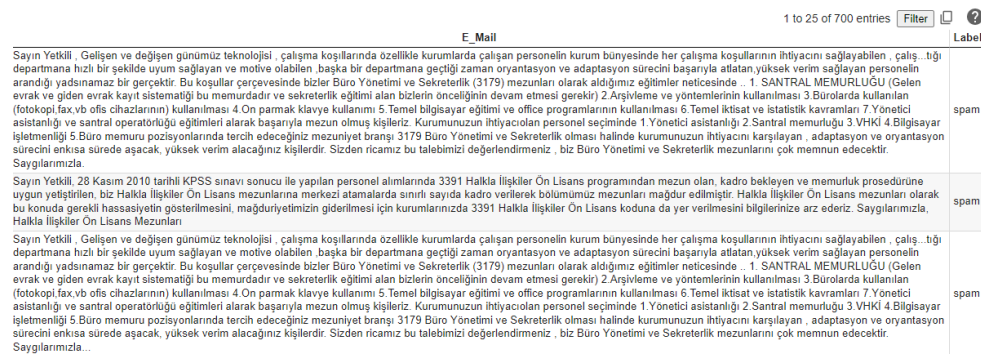 1 to 25 of 700 entries Filter
E_Mail Label
Sayın Yetkili , Gelişen ve değişen günümüz teknolojisi , çalışma koşıllarında özellikle kurumlarda çalışan personelin kurum bünyesinde her çalışma koşullarının ihtiyacını sağlayabilen , çalış...tığı
departmana hızlı bir şekilde uyum sağlayan ve motive olabilen ,başka bir departmana geçtiği zaman oryantasyon ve adaptasyon sürecini başarıyla atlatan,yüksek verim sağlayan personelin
arandığı yadsınamaz bir gerçektir. Bu koşullar çerçevesinde bizler Büro Yönetimi ve Sekreterlik (3179) mezunları olarak aldığımız eğitimler neticesinde .. 1. SANTRAL MEMURLUĞU (Gelen
evrak ve giden evrak kayıt sistematiği bu memurdadır ve sekreterlik eğitimi alan bizlerin önceliğinin devam etmesi gerekir) 2.Arşivleme ve yöntemlerinin kullanılması 3.Bürolarda kullanılan
(fotokopi,fax,vb ofis cihazlarının) kullanılması 4.On parmak klavye kullanımı 5.Temel bilgisayar eğitimi ve office programlarının kullanılması 6.Temel iktisat ve istatistik kavramları 7.Yönetici
asistanlığı ve santral operatörlüğü eğitimleri alarak başarıyla mezun olmuş kişileriz. Kurumunuzun ihtiyacıolan personel seçiminde 1.Yönetici asistanlığı 2.Santral memurluğu 3.VHKİ 4.Bilgisayar
işletmenliği 5.Büro memuru pozisyonlarında tercih edeceğiniz mezuniyet branşı 3179 Büro Yönetimi ve Sekreterlik olması halinde kurumunuzun ihtiyacını karşılayan , adaptasyon ve oryantasyon
sürecini enkısa sürede aşacak, yüksek verim alacağınız kişilerdir. Sizden ricamız bu talebimizi değerlendirmeniz , biz Büro Yönetimi ve Sekreterlik mezunlarını çok memnun edecektir.
Saygılarımızla.
spam
Sayın Yetkili, 28 Kasım 2010 tarihli KPSS sınavı sonucu ile yapılan personel alımlarında 3391 Halkla İlişkiler Ön Lisans programından mezun olan, kadro bekleyen ve memurluk prosedürüne
uygun yetiştirilen, biz Halkla İlişkiler Ön Lisans mezunlarına merkezi atamalarda sınırlı sayıda kadro verilerek bölümümüz mezunları mağdur edilmiştir. Halkla İlişkiler Ön Lisans mezunları olarak
bu konuda gerekli hassasiyetin gösterilmesini, mağduriyetimizin giderilmesi için kurumlarınızda 3391 Halkla İlişkiler Ön Lisans koduna da yer verilmesini bilgilerinize arz ederiz. Saygılarımızla,
Halkla İlişkiler Ön Lisans Mezunları
spam
Sayın Yetkili , Gelişen ve değişen günümüz teknolojisi , çalışma koşıllarında özellikle kurumlarda çalışan personelin kurum bünyesinde her çalışma koşullarının ihtiyacını sağlayabilen , çalış...tığı
departmana hızlı bir şekilde uyum sağlayan ve motive olabilen ,başka bir departmana geçtiği zaman oryantasyon ve adaptasyon sürecini başarıyla atlatan,yüksek verim sağlayan personelin
arandığı yadsınamaz bir gerçektir. Bu koşullar çerçevesinde bizler Büro Yönetimi ve Sekreterlik (3179) mezunları olarak aldığımız eğitimler neticesinde .. 1. SANTRAL MEMURLUĞU (Gelen
evrak ve giden evrak kayıt sistematiği bu memurdadır ve sekreterlik eğitimi alan bizlerin önceliğinin devam etmesi gerekir) 2.Arşivleme ve yöntemlerinin kullanılması 3.Bürolarda kullanılan
(fotokopi,fax,vb ofis cihazlarının) kullanılması 4.On parmak klavye kullanımı 5.Temel bilgisayar eğitimi ve office programlarının kullanılması 6.Temel iktisat ve istatistik kavramları 7.Yönetici
asistanlığı ve santral operatörlüğü eğitimleri alarak başarıyla mezun olmuş kişileriz. Kurumunuzun ihtiyacıolan personel seçiminde 1.Yönetici asistanlığı 2.Santral memurluğu 3.VHKİ 4.Bilgisayar
işletmenliği 5.Büro memuru pozisyonlarında tercih edeceğiniz mezuniyet branşı 3179 Büro Yönetimi ve Sekreterlik olması halinde kurumunuzun ihtiyacını karşılayan , adaptasyon ve oryantasyon
sürecini enkısa sürede aşacak, yüksek verim alacağınız kişilerdir. Sizden ricamız bu talebimizi değerlendirmeniz , biz Büro Yönetimi ve Sekreterlik mezunlarını çok memnun edecektir.
Saygılarımızla...
spam